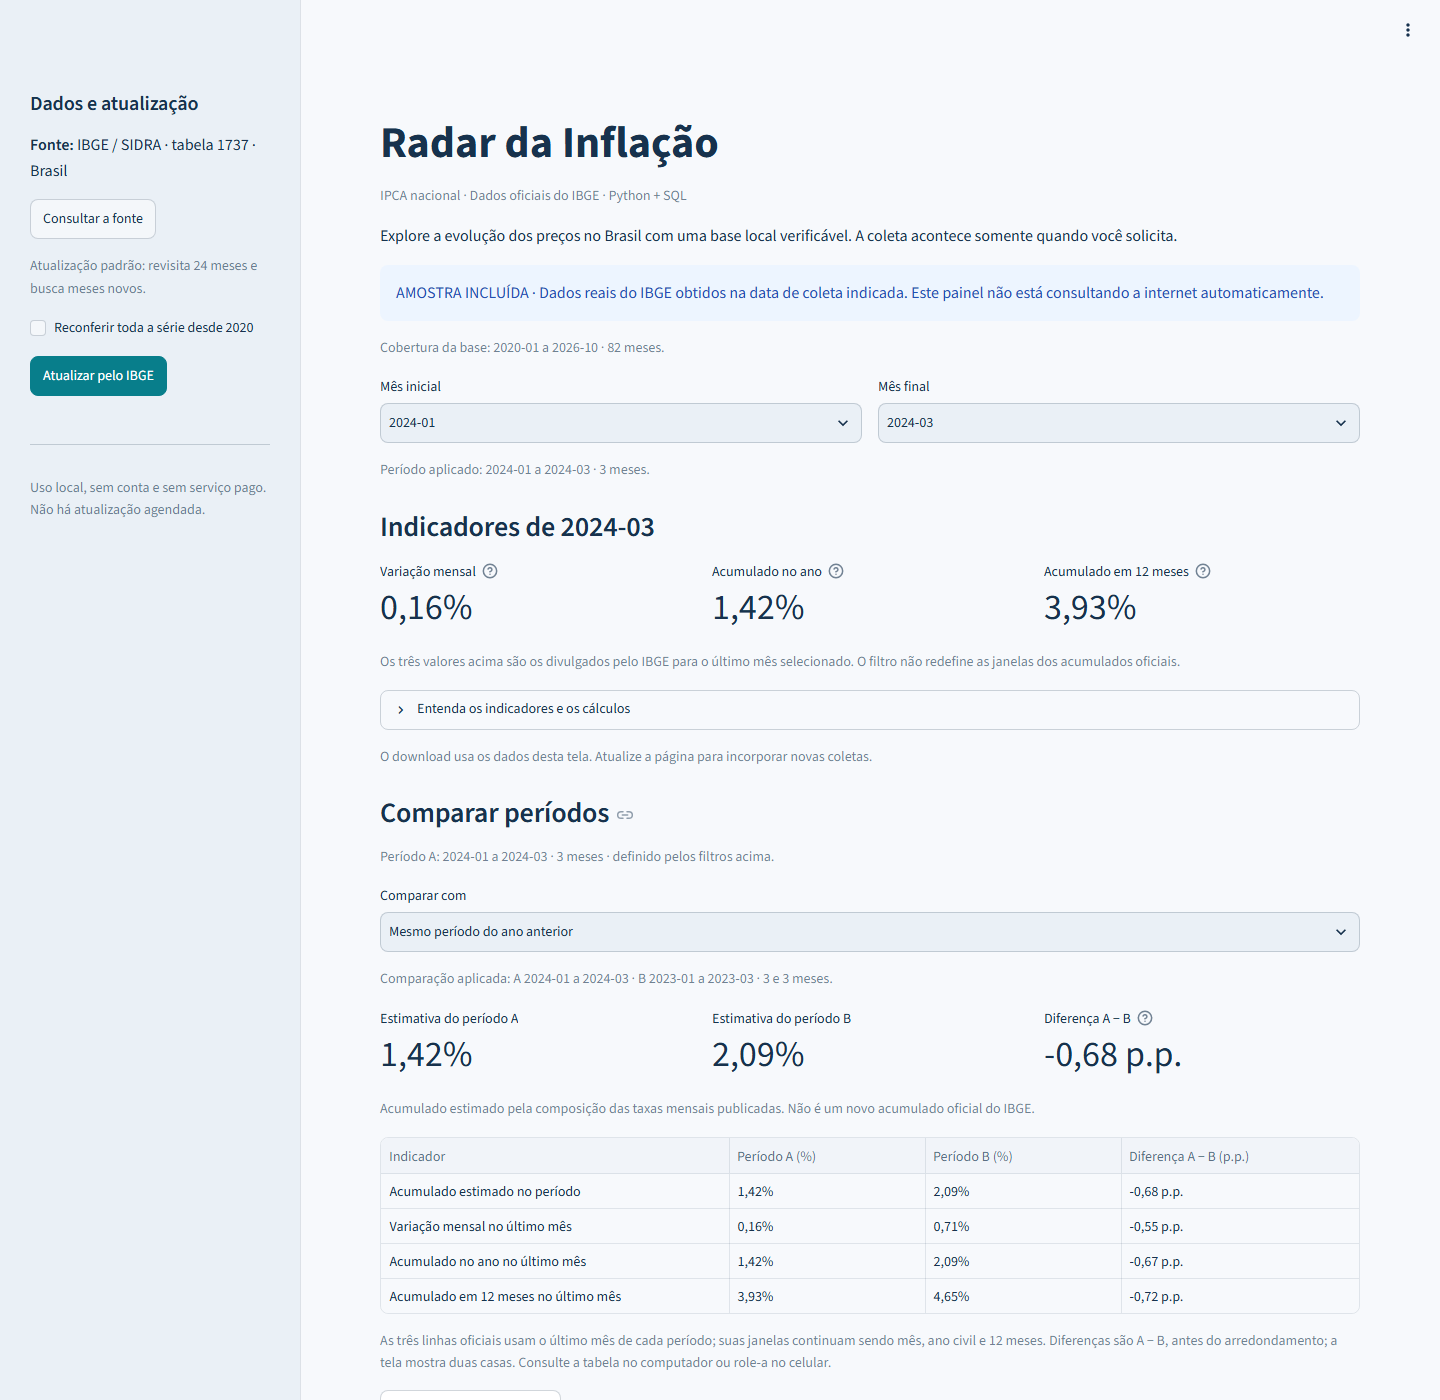 Dados e atualização
Fonte: IBGE / SIDRA · tabela 1737 ·
Brasil
Consultar a fonte
Atualização padrão: revisita 24 meses e
busca meses novos.
Reconferir toda a série desde 2020
Atualizar pelo IBGE
Uso local, sem conta e sem serviço pago.
Não há atualização agendada.
Radar da Inflação
IPCA nacional · Dados oficiais do IBGE · Python + SQL
Explore a evolução dos preços no Brasil com uma base local verificável. A coleta acontece somente quando você solicita.
AMOSTRA INCLUÍDA · Dados reais do IBGE obtidos na data de coleta indicada. Este painel não está consultando a internet automaticamente.
Cobertura da base: 2020-01 a 2026-10 · 82 meses.
Mês inicial
2024-01
Mês final
2024-03
Período aplicado: 2024-01 a 2024-03 · 3 meses.
Indicadores de 2024-03
Variação mensal
0,16%
Acumulado no ano
1,42%
Acumulado em 12 meses
3,93%
Os três valores acima são os divulgados pelo IBGE para o último mês selecionado. O filtro não redefine as janelas dos acumulados oficiais.
Entenda os indicadores e os cálculos
O download usa os dados desta tela. Atualize a página para incorporar novas coletas.
Comparar períodos
Período A: 2024-01 a 2024-03 · 3 meses · definido pelos filtros acima.
Comparar com
Mesmo período do ano anterior
Comparação aplicada: A 2024-01 a 2024-03 · B 2023-01 a 2023-03 · 3 e 3 meses.
Estimativa do período A
1,42%
Estimativa do período B
2,09%
Diferença A − B
-0,68 p.p.
Acumulado estimado pela composição das taxas mensais publicadas. Não é um novo acumulado oficial do IBGE.
Indicador Período A (%) Período B (%) Diferença A − B (p.p.)
Acumulado estimado no período 1,42% 2,09% -0,68 p.p.
Variação mensal no último mês 0,16% 0,71% -0,55 p.p.
Acumulado no ano no último mês 1,42% 2,09% -0,67 p.p.
Acumulado em 12 meses no último mês 3,93% 4,65% -0,72 p.p.
As três linhas oficiais usam o último mês de cada período; suas janelas continuam sendo mês, ano civil e 12 meses. Diferenças são A − B, antes do arredondamento; a
tela mostra duas casas. Consulte a tabela no computador ou role-a no celular.